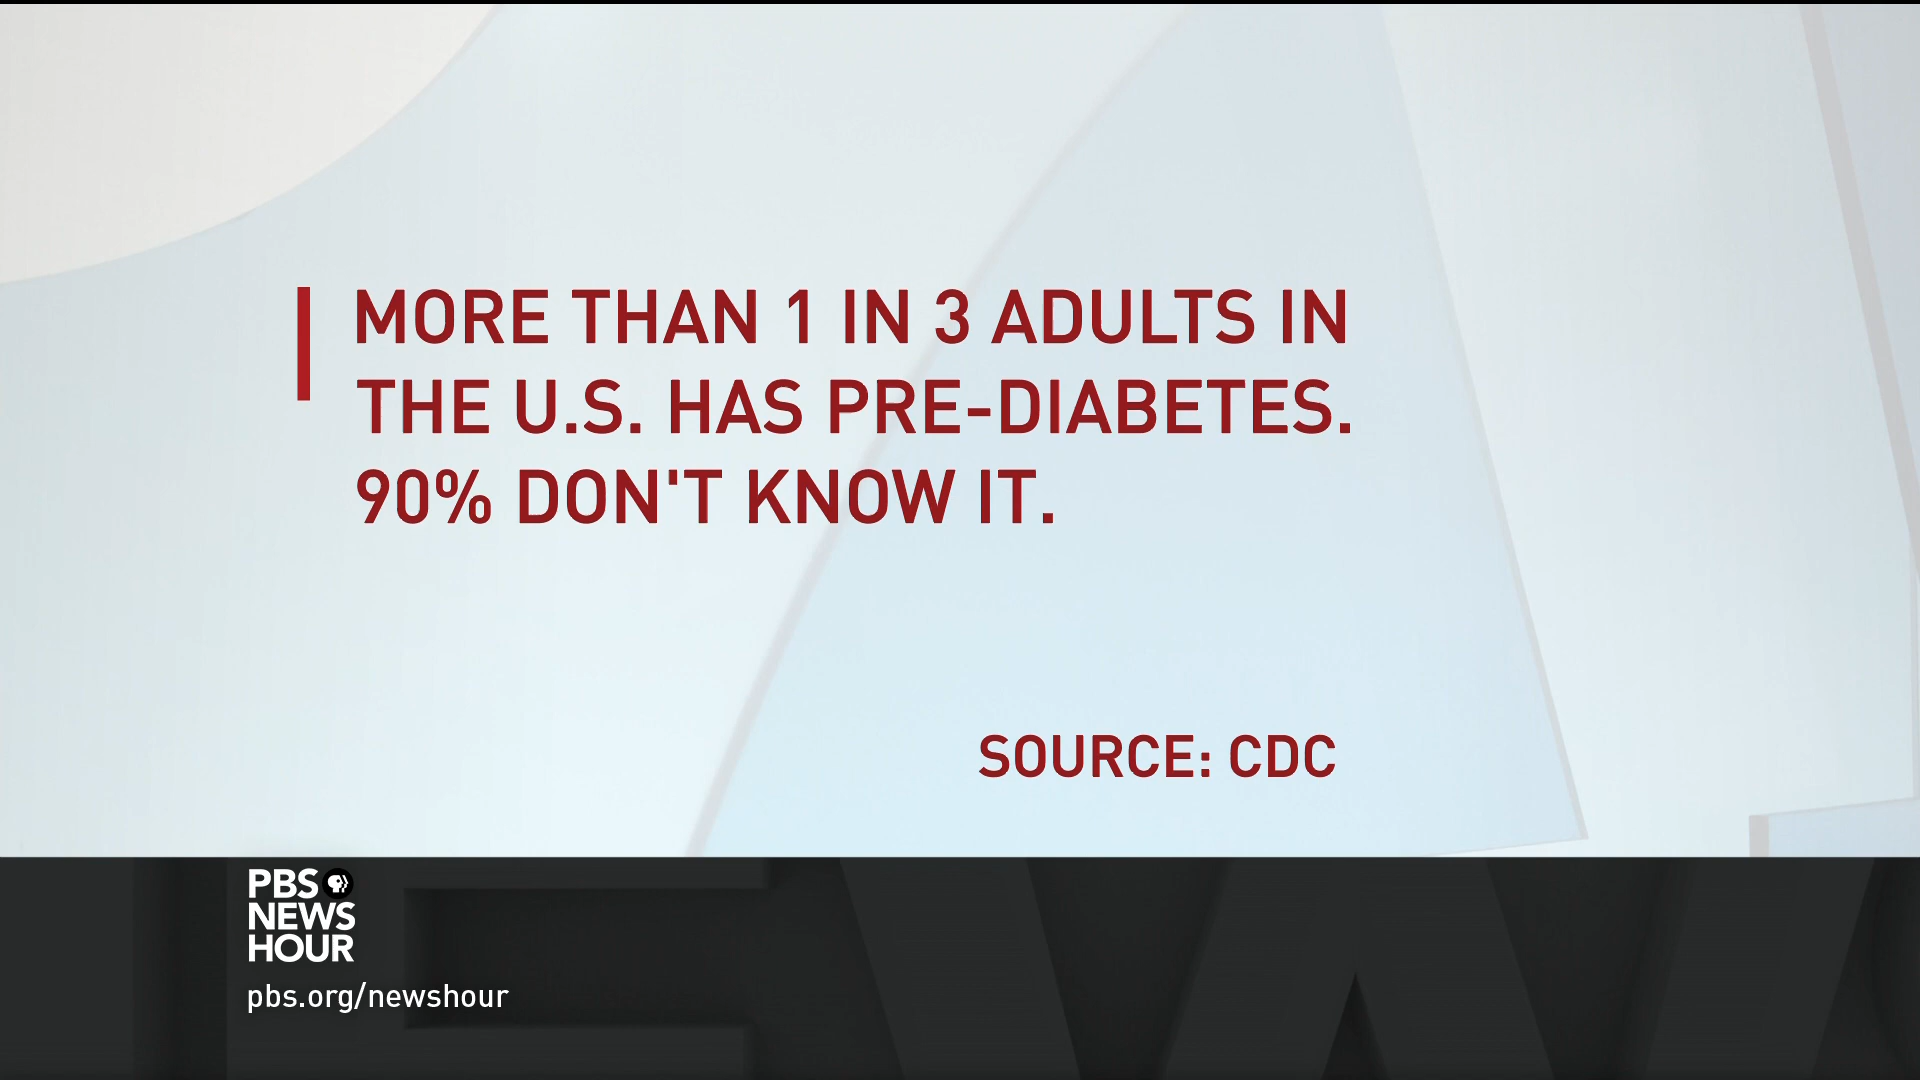 MORE THAN 1 IN 3 ADULTS IN
THE U.S. HAS PRE-DIABETES.
90% DON'T KNOW IT.
SOURCE: CDC
PBS
NEWS
HOUR
pbs.org/newshour